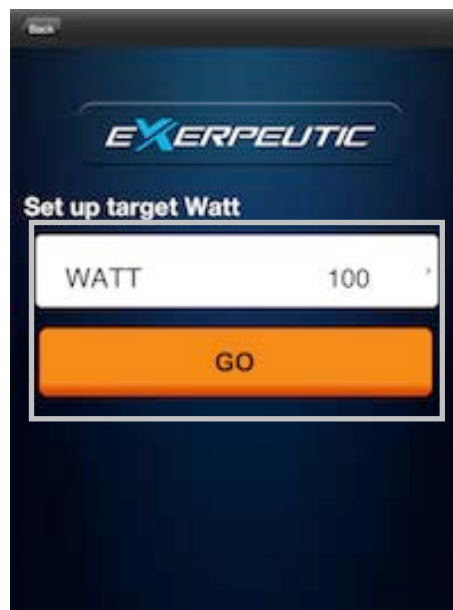 Back
EXERPEUTIC
Set up target Watt
WATT 100 ›
GO